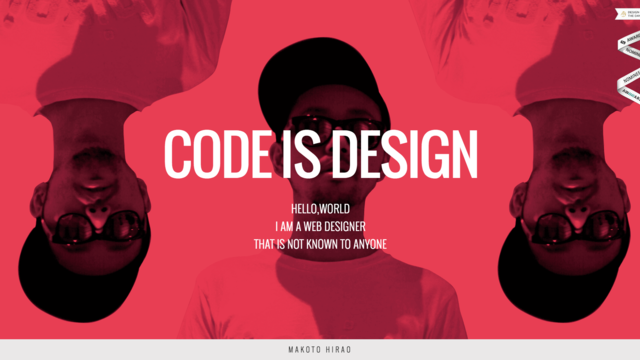 CODE IS DESIGN
HELLO,WORLD
I AM A WEB DESIGNER
THAT IS NOT KNOWN TO ANYONE
MAKOTO HIRAO